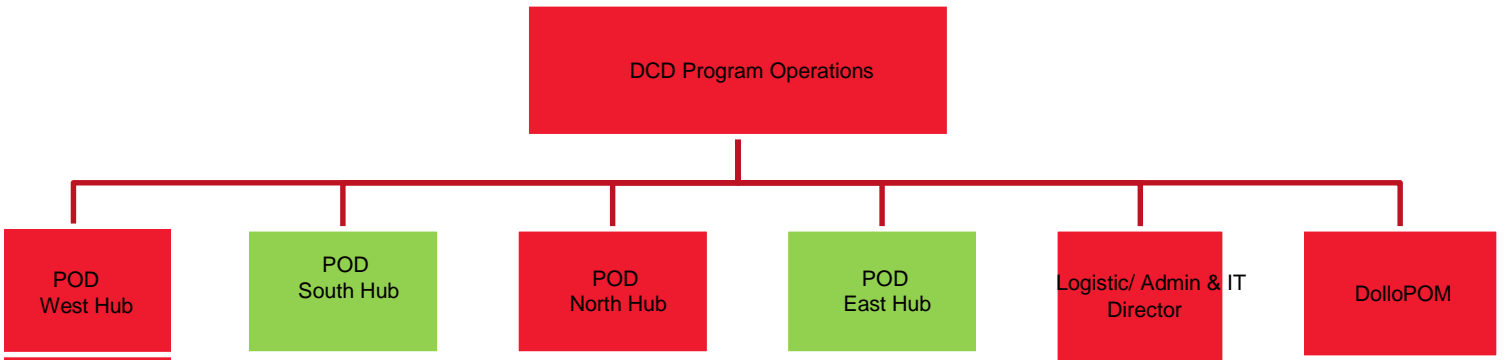 DCD Program Operations
POD
West Hub
POD
South Hub
POD
North Hub
POD
East Hub
Logistic/ Admin & IT
Director
DolloPOM